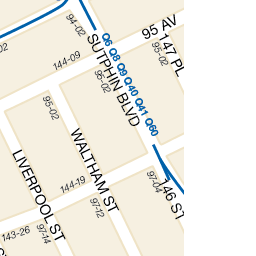 94-02
95 AV
Q6 Q8 Q9 Q40 Q41 Q60
SUTPHIN BLVD
147 PL
95-02
144-09
95-02
95-02
WALTHAM ST
LIVERPOOL ST
144-19
97-04
146 ST
97-12
143-26
97-14